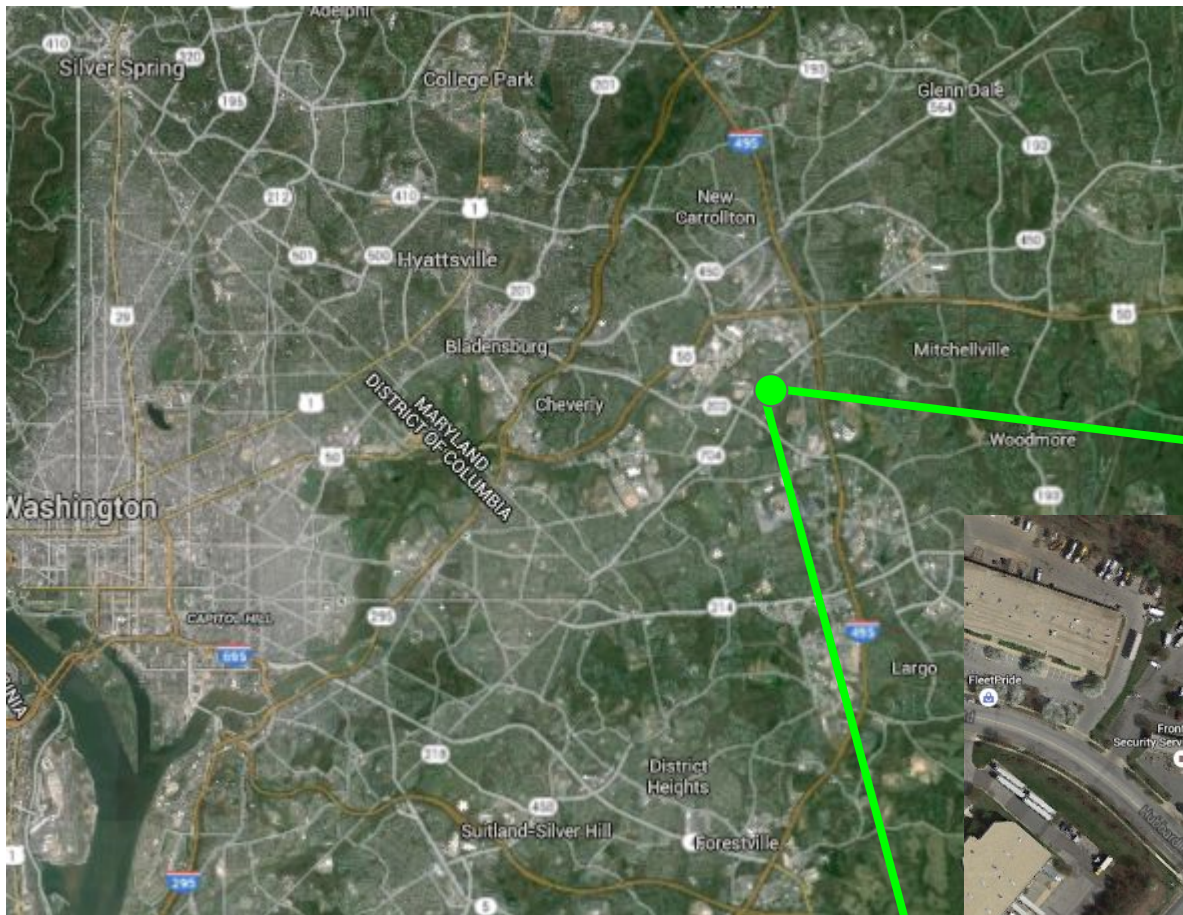 Adelphi
410
Silver Spring
320
195
College Park
201
193
Glenn Dale
564
495
193
212
410
1
New
Carrollton
450
501
500
Hyattsville
201
450
29
50
50
Bladensburg
Mitchellville
1
MARYLAND
DISTRICT OF COLUMBIA
Cheverly
202
50
704
Woodmore
193
Washington
295
CAPITOL HILL
214
695
495
Largo
FleetPride
Front
Security Serv
218
District
Heights
458
Suitland-Silver Hill
Forestville
1
295
5